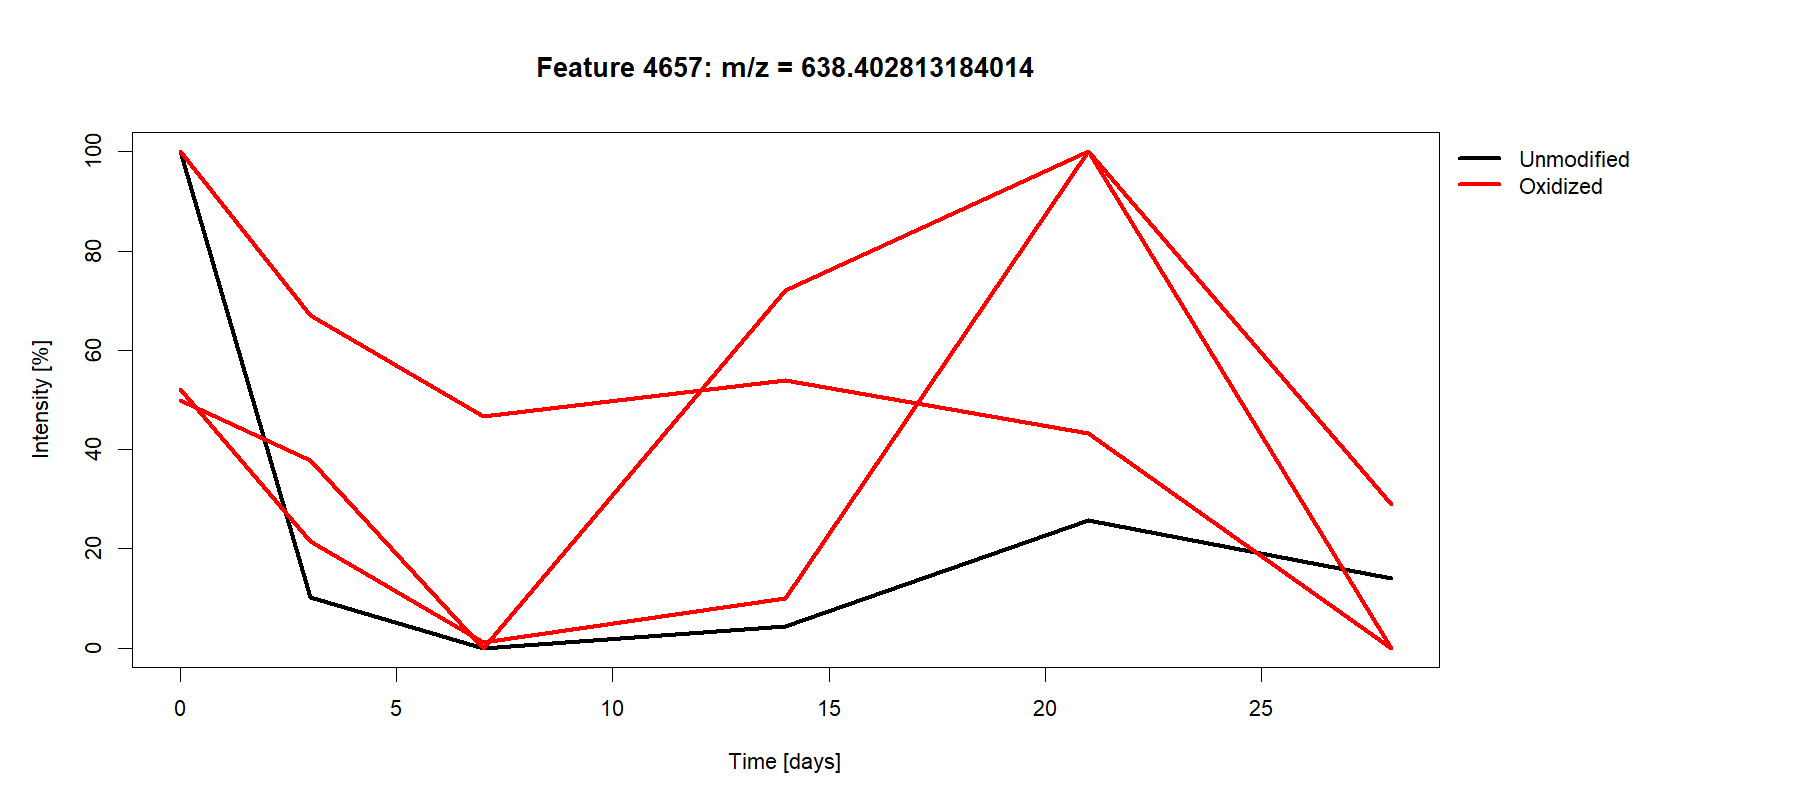 Feature 4657: m/z = 638.402813184014
Unmodified
Oxidized
Intensity [%]
100
80
60
40
20
0
0 5 10 15 20 25
Time [days]